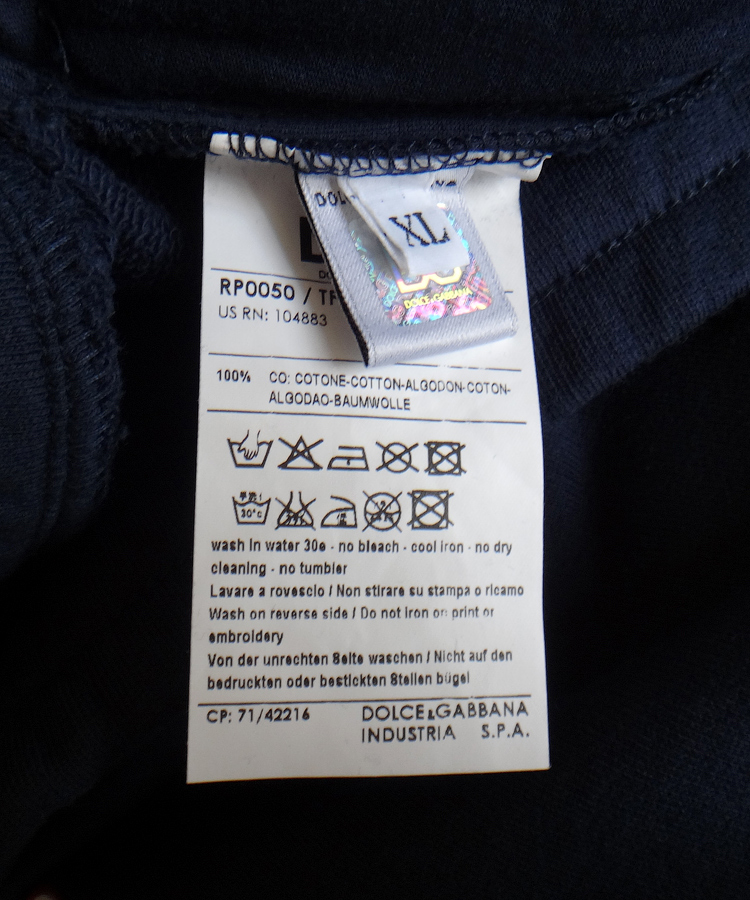 XL
DOLCE&GABBANA
RP0050 / TF
US RN: 104883
100% CO: COTONE-COTTON-ALGODON-COTON-
ALGODAO-BAUMWOLLE
30°C
wash in water 30e - no bleach - cool iron - no dry
cleaning - no tumbler
Lavare a rovescio / Non stirare su stampa o ricamo
Wash on reverse side / Do not iron on print or
embroidery
Von der unrechten Seite waschen / Nicht auf den
bedruckten oder bestickten Stellen bügel
CP: 71/42216 DOLCE&GABBANA
INDUSTRIA S.P.A.